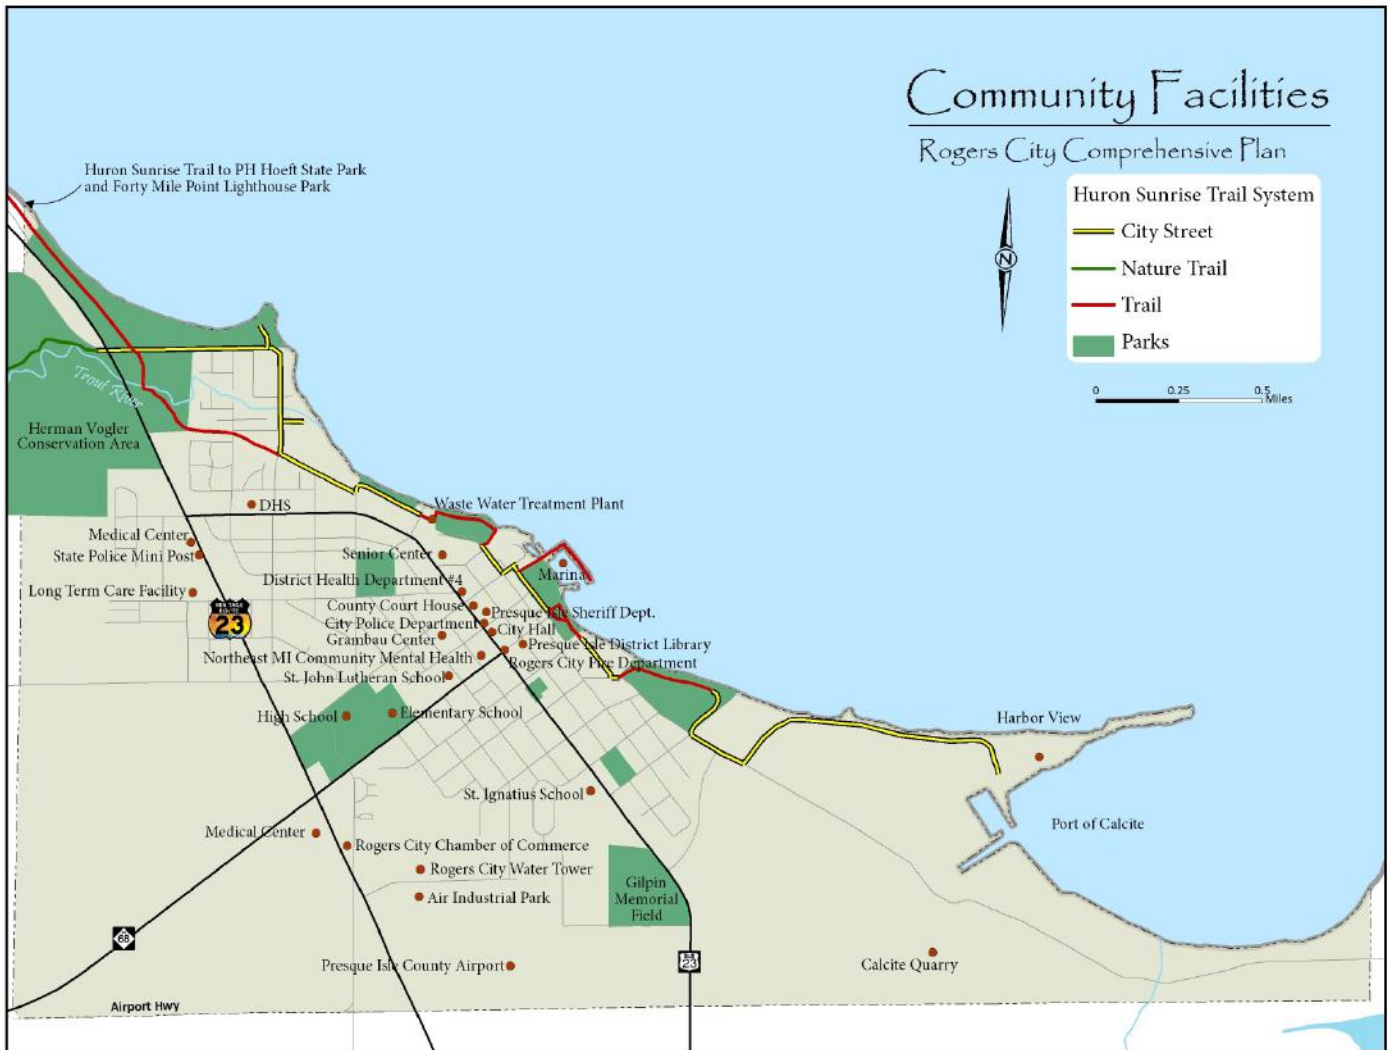 Community Facilities
Rogers City Comprehensive Plan
Huron Sunrise Trail to PH Hoeft State Park
and Forty Mile Point Lighthouse Park
Huron Sunrise Trail System
City Street
Nature Trail
Trail
Parks
N
0 0.25 0.5
Miles
Trout River
Herman Vogler
Conservation Area
DHS
Waste Water Treatment Plant
Medical Center
State Police Mini Post
Senior Center
Marina
District Health Department #4
Long Term Care Facility
HERITAGE
ROUTE
23
County Court House
Presque Isle Sheriff Dept.
City Police Department
City Hall
Grambau Center
Presque Isle District Library
Northeast MI Community Mental Health
Rogers City Fire Department
St. John Lutheran School
High School
Elementary School
Harbor View
St. Ignatius School
Port of Calcite
Medical Center
Rogers City Chamber of Commerce
Rogers City Water Tower
Gilpin
Memorial
Field
Air Industrial Park
68
BUS
23
Presque Isle County Airport
Calcite Quarry
Airport Hwy